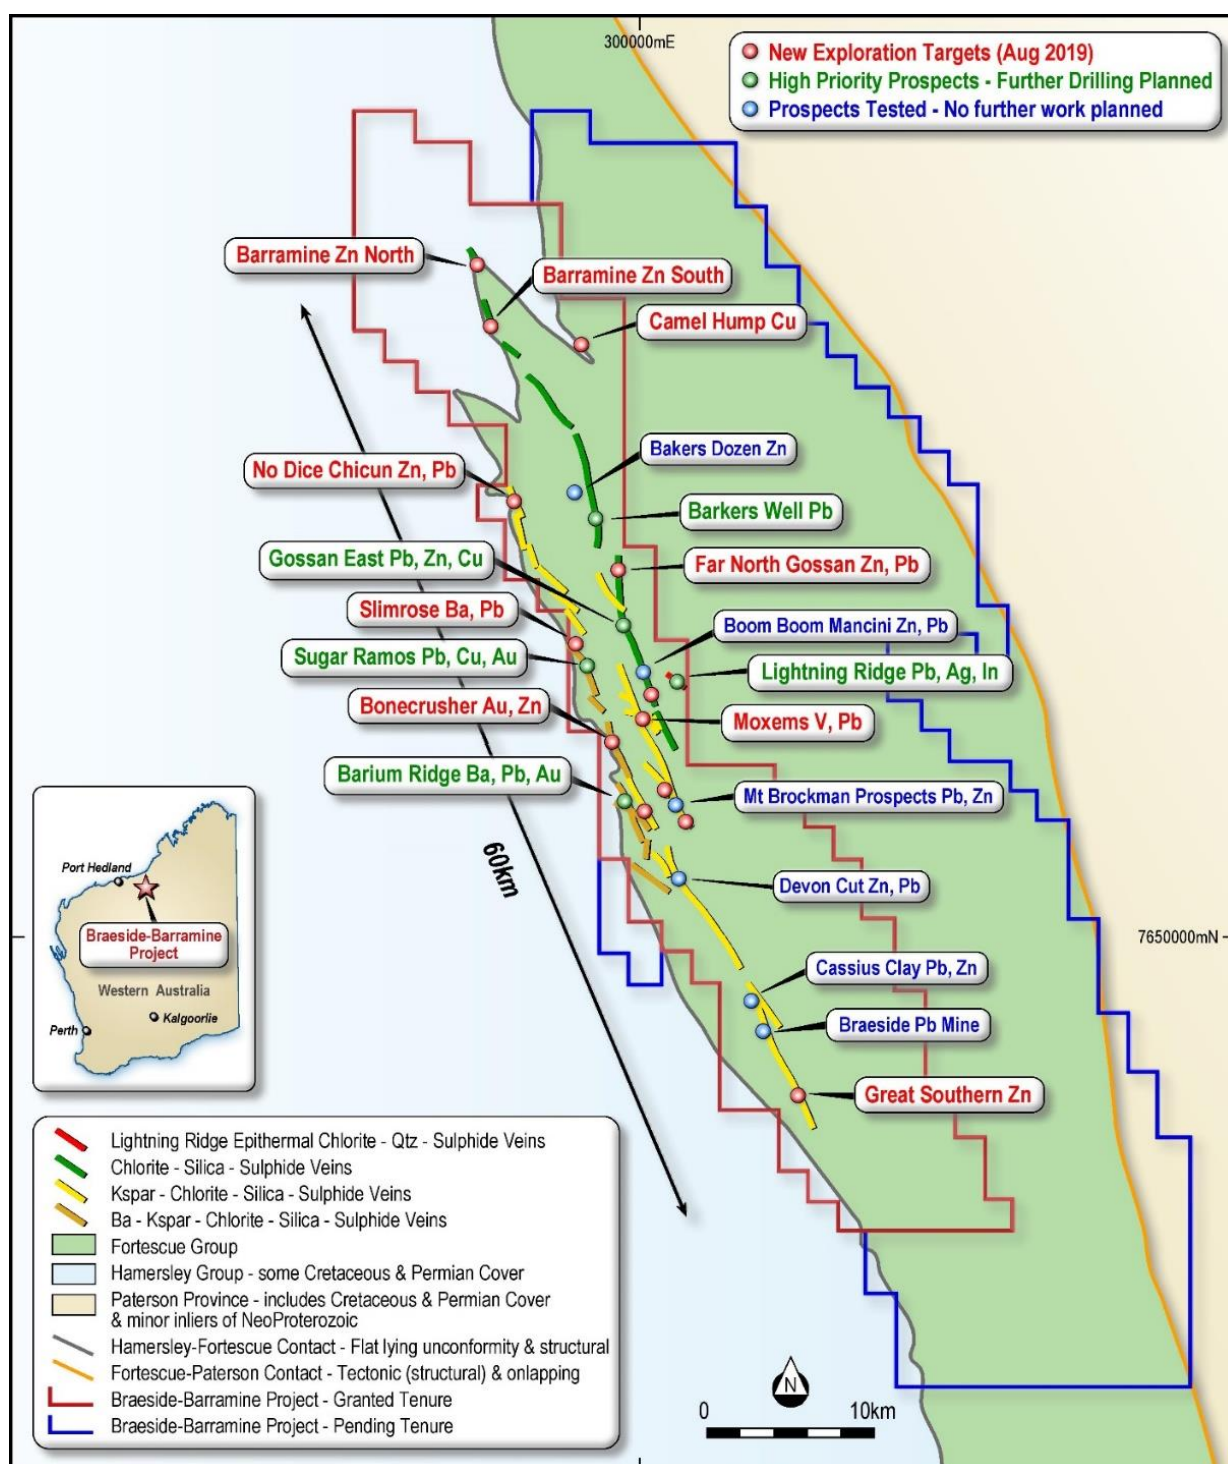 300000mE
New Exploration Targets (Aug 2019)
High Priority Prospects - Further Drilling Planned
Prospects Tested - No further work planned
Barramine Zn North
Barramine Zn South
Camel Hump Cu
Bakers Dozen Zn
No Dice Chicun Zn, Pb
Barkers Well Pb
Gossan East Pb, Zn, Cu
Far North Gossan Zn, Pb
Slimrose Ba, Pb
Boom Boom Mancini Zn, Pb
Sugar Ramos Pb, Cu, Au
Lightning Ridge Pb, Ag, In
Bonecrusher Au, Zn
Moxems V, Pb
Barium Ridge Ba, Pb, Au
Mt Brockman Prospects Pb, Zn
60km
Devon Cut Zn, Pb
7650000mN
Cassius Clay Pb, Zn
Braeside Pb Mine
Great Southern Zn
Port Hedland
Braeside-Barramine
Project
Western Australia
Kalgoorlie
Perth
Lightning Ridge Epithermal Chlorite - Qtz - Sulphide Veins
Chlorite - Silica - Sulphide Veins
Kspar - Chlorite - Silica - Sulphide Veins
Ba - Kspar - Chlorite - Silica - Sulphide Veins
Fortescue Group
Hamersley Group - some Cretaceous & Permian Cover
Paterson Province - includes Cretaceous & Permian Cover
& minor inliers of NeoProterozoic
Hamersley-Fortescue Contact - Flat lying unconformity & structural
Fortescue-Paterson Contact - Tectonic (structural) & onlapping
Braeside-Barramine Project - Granted Tenure
Braeside-Barramine Project - Pending Tenure
N
0 10km